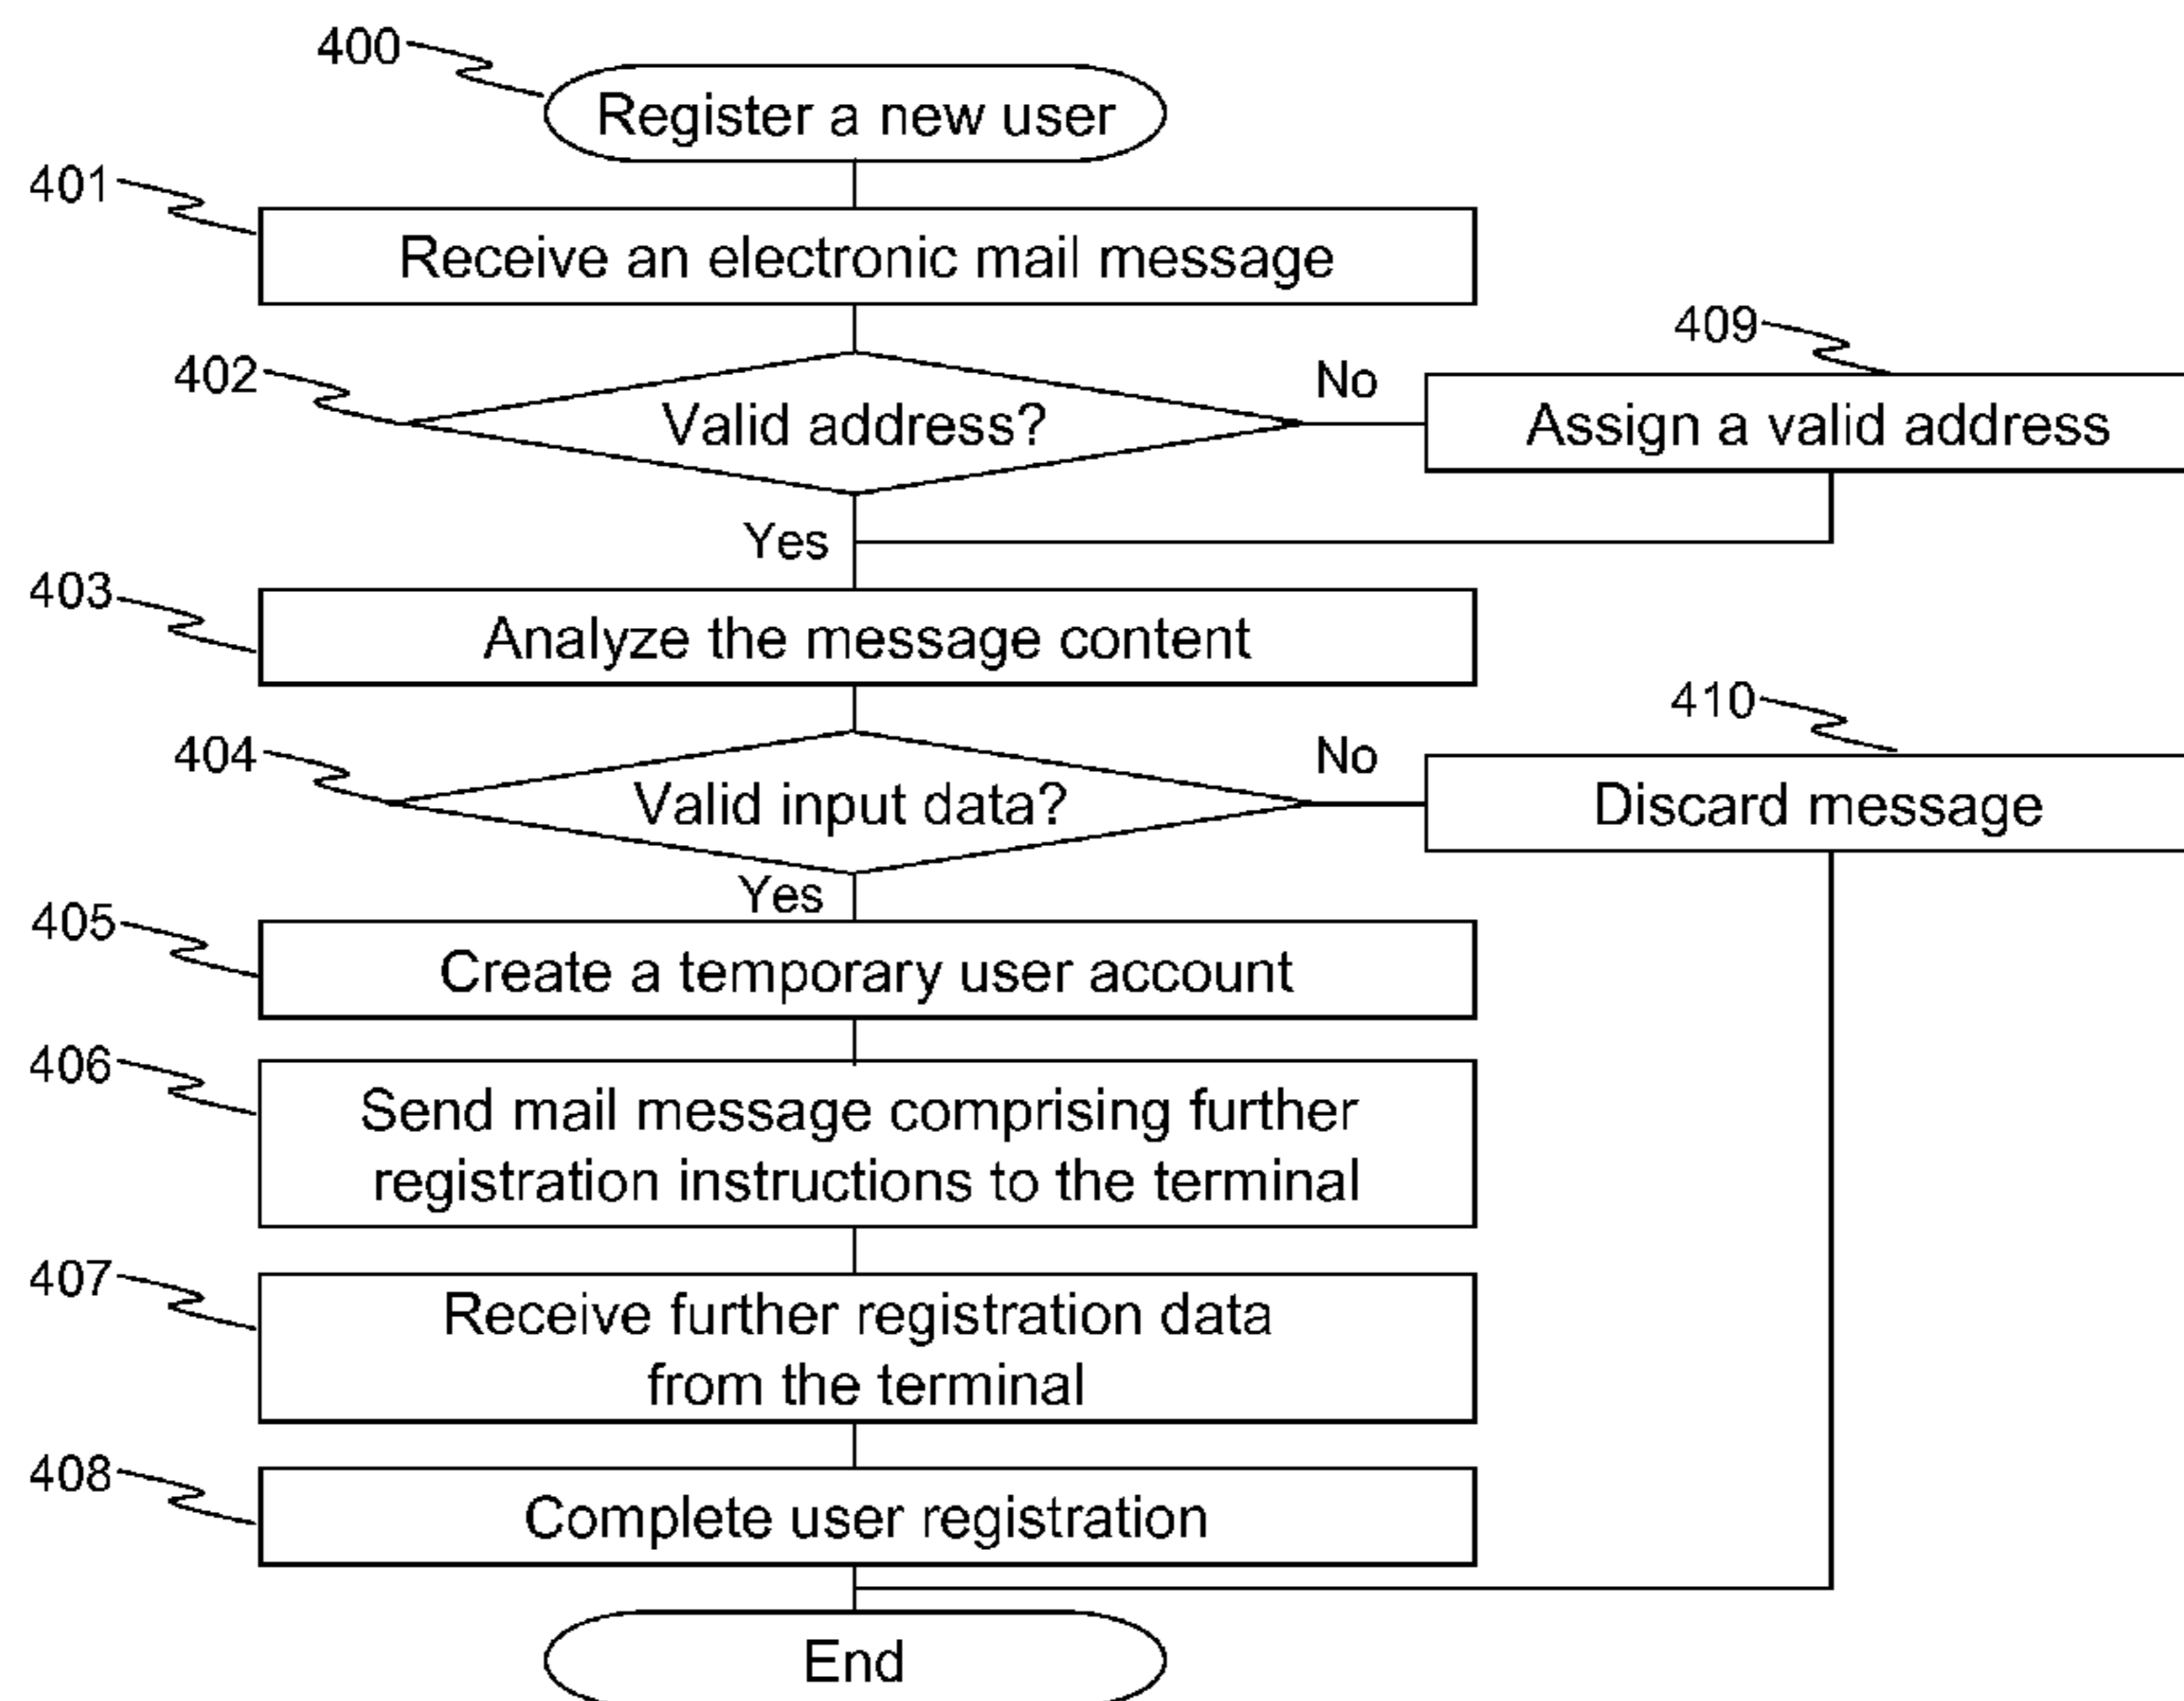 400
Register a new user
401
Receive an electronic mail message
409
402
Valid address?
No
Assign a valid address
Yes
403
Analyze the message content
410
404
Valid input data?
No
Discard message
Yes
405
Create a temporary user account
406
Send mail message comprising further
registration instructions to the terminal
407
Receive further registration data
from the terminal
408
Complete user registration
End